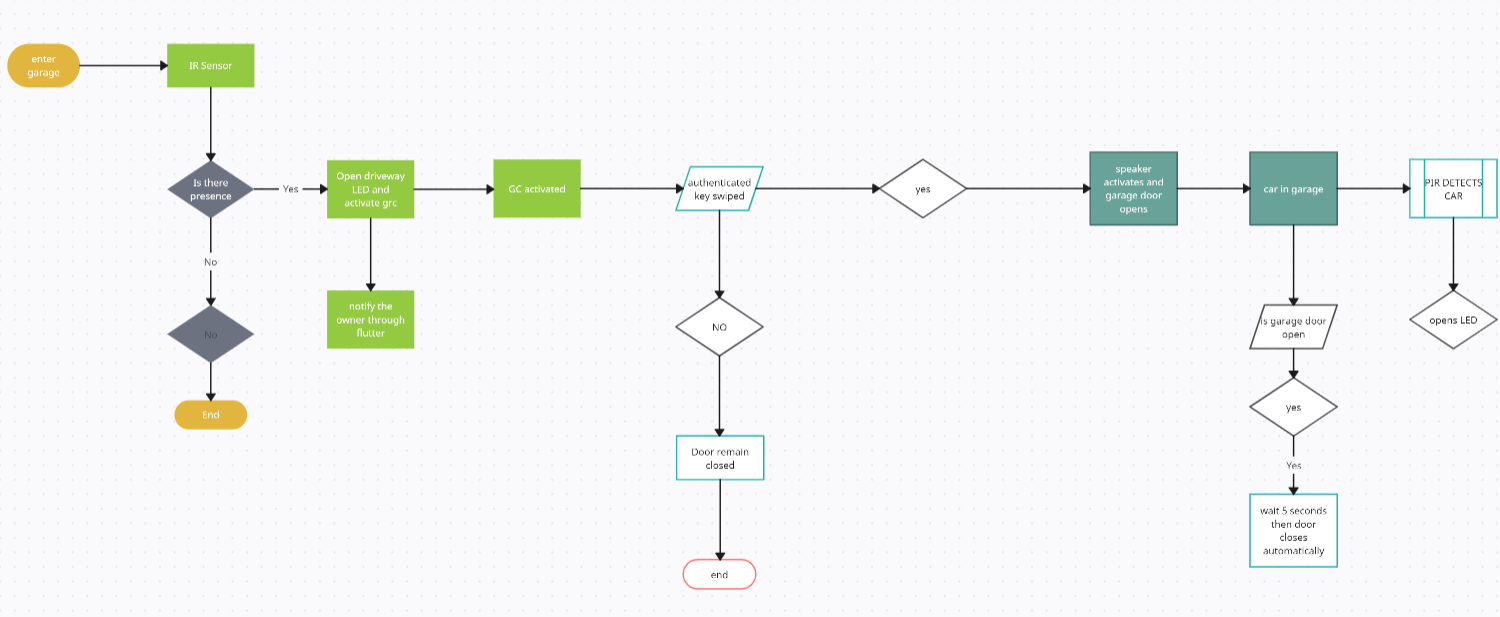 enter
garage
IR Sensor
Is there
presence
Yes
Open driveway
LED and
activate grc
GC activated
authenticated
key swiped
yes
speaker
activates and
garage door
opens
car in garage
PIR DETECTS
CAR
No
notify the
owner through
flutter
NO
is garage door
open
opens LED
No
End
yes
Door remain
closed
Yes
wait 5 seconds
then door
closes
automatically
end